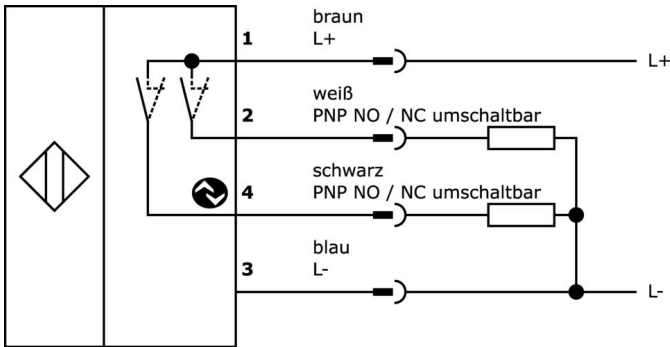 braun
1 L+
L+
weiß
2 PNP NO / NC umschaltbar
schwarz
4 PNP NO / NC umschaltbar
blau
3 L-
L-